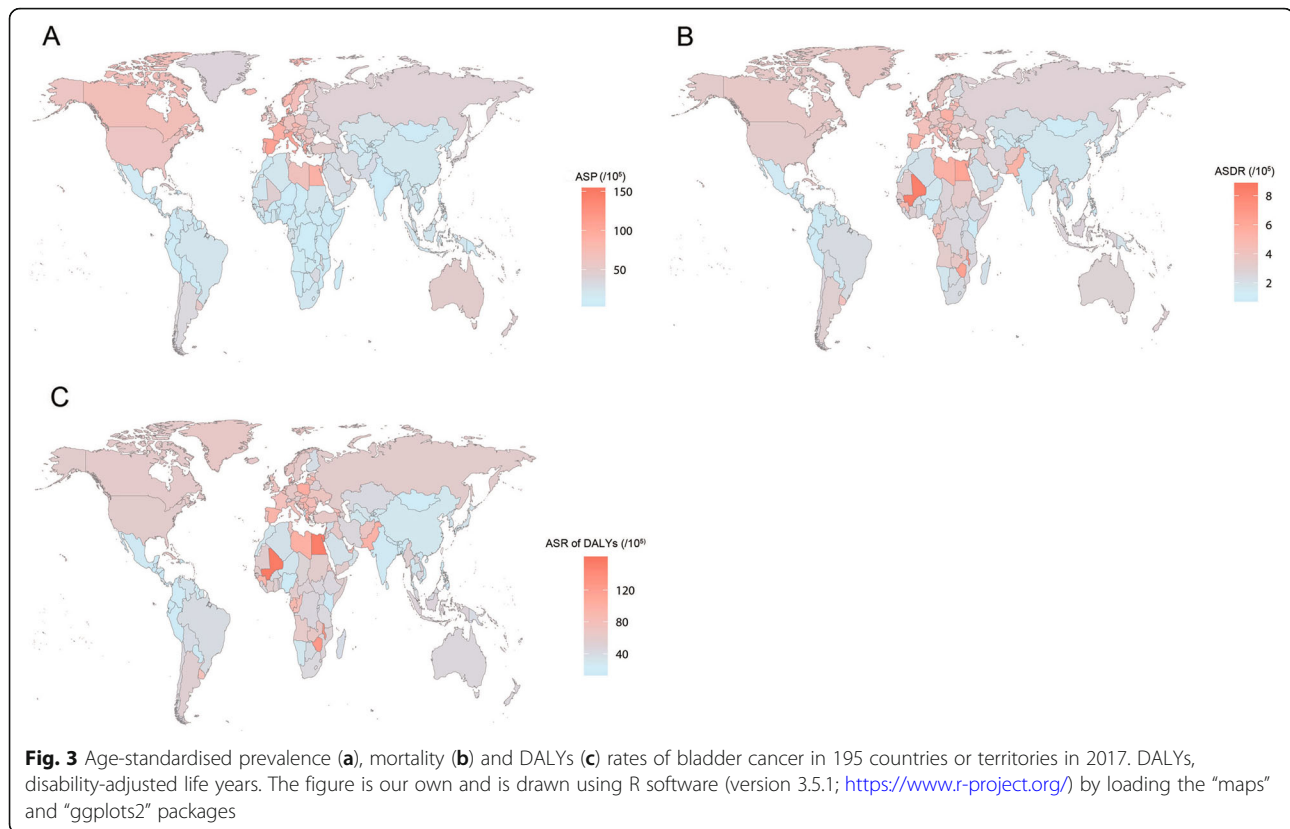 A
B
ASP (/10⁵)
150
100
50
ASDR (/10⁵)
8
6
4
2
C
ASR of DALYs (/10⁵)
120
80
40
Fig. 3 Age-standardised prevalence (a), mortality (b) and DALYs (c) rates of bladder cancer in 195 countries or territories in 2017. DALYs,
disability-adjusted life years. The figure is our own and is drawn using R software (version 3.5.1; https://www.r-project.org/) by loading the “maps”
and “ggplots2” packages